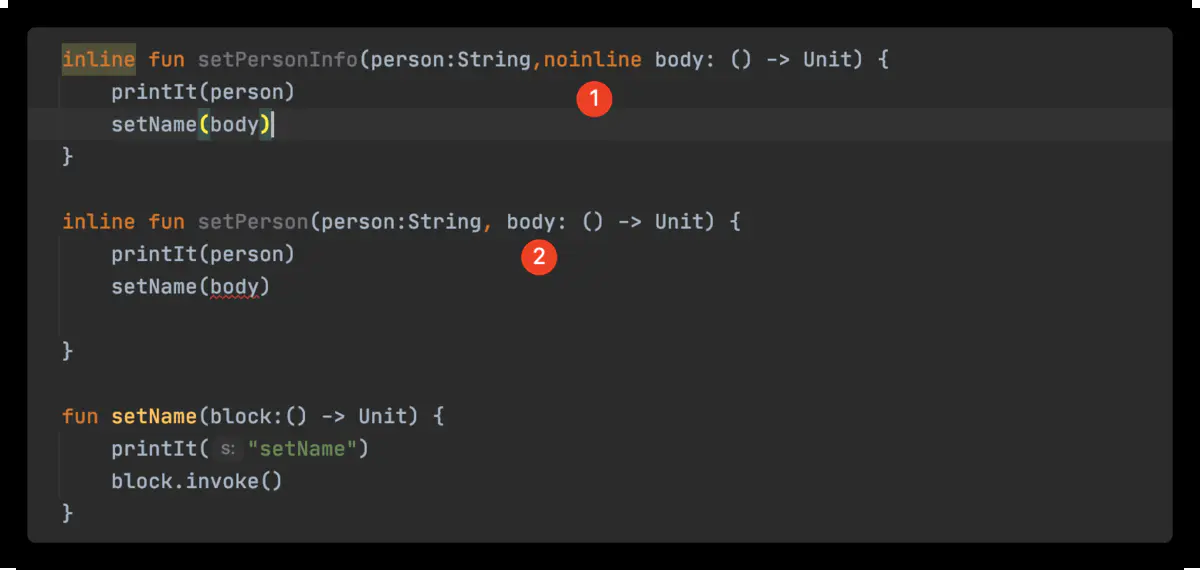 inline fun setPersonInfo(person:String,noinline body: () -> Unit) {
printIt(person)
1
setName(body)
}
inline fun setPerson(person:String, body: () -> Unit) {
printIt(person)
2
setName(body)
}
fun setName(block:() -> Unit) {
printIt( s: "setName")
block.invoke()
}